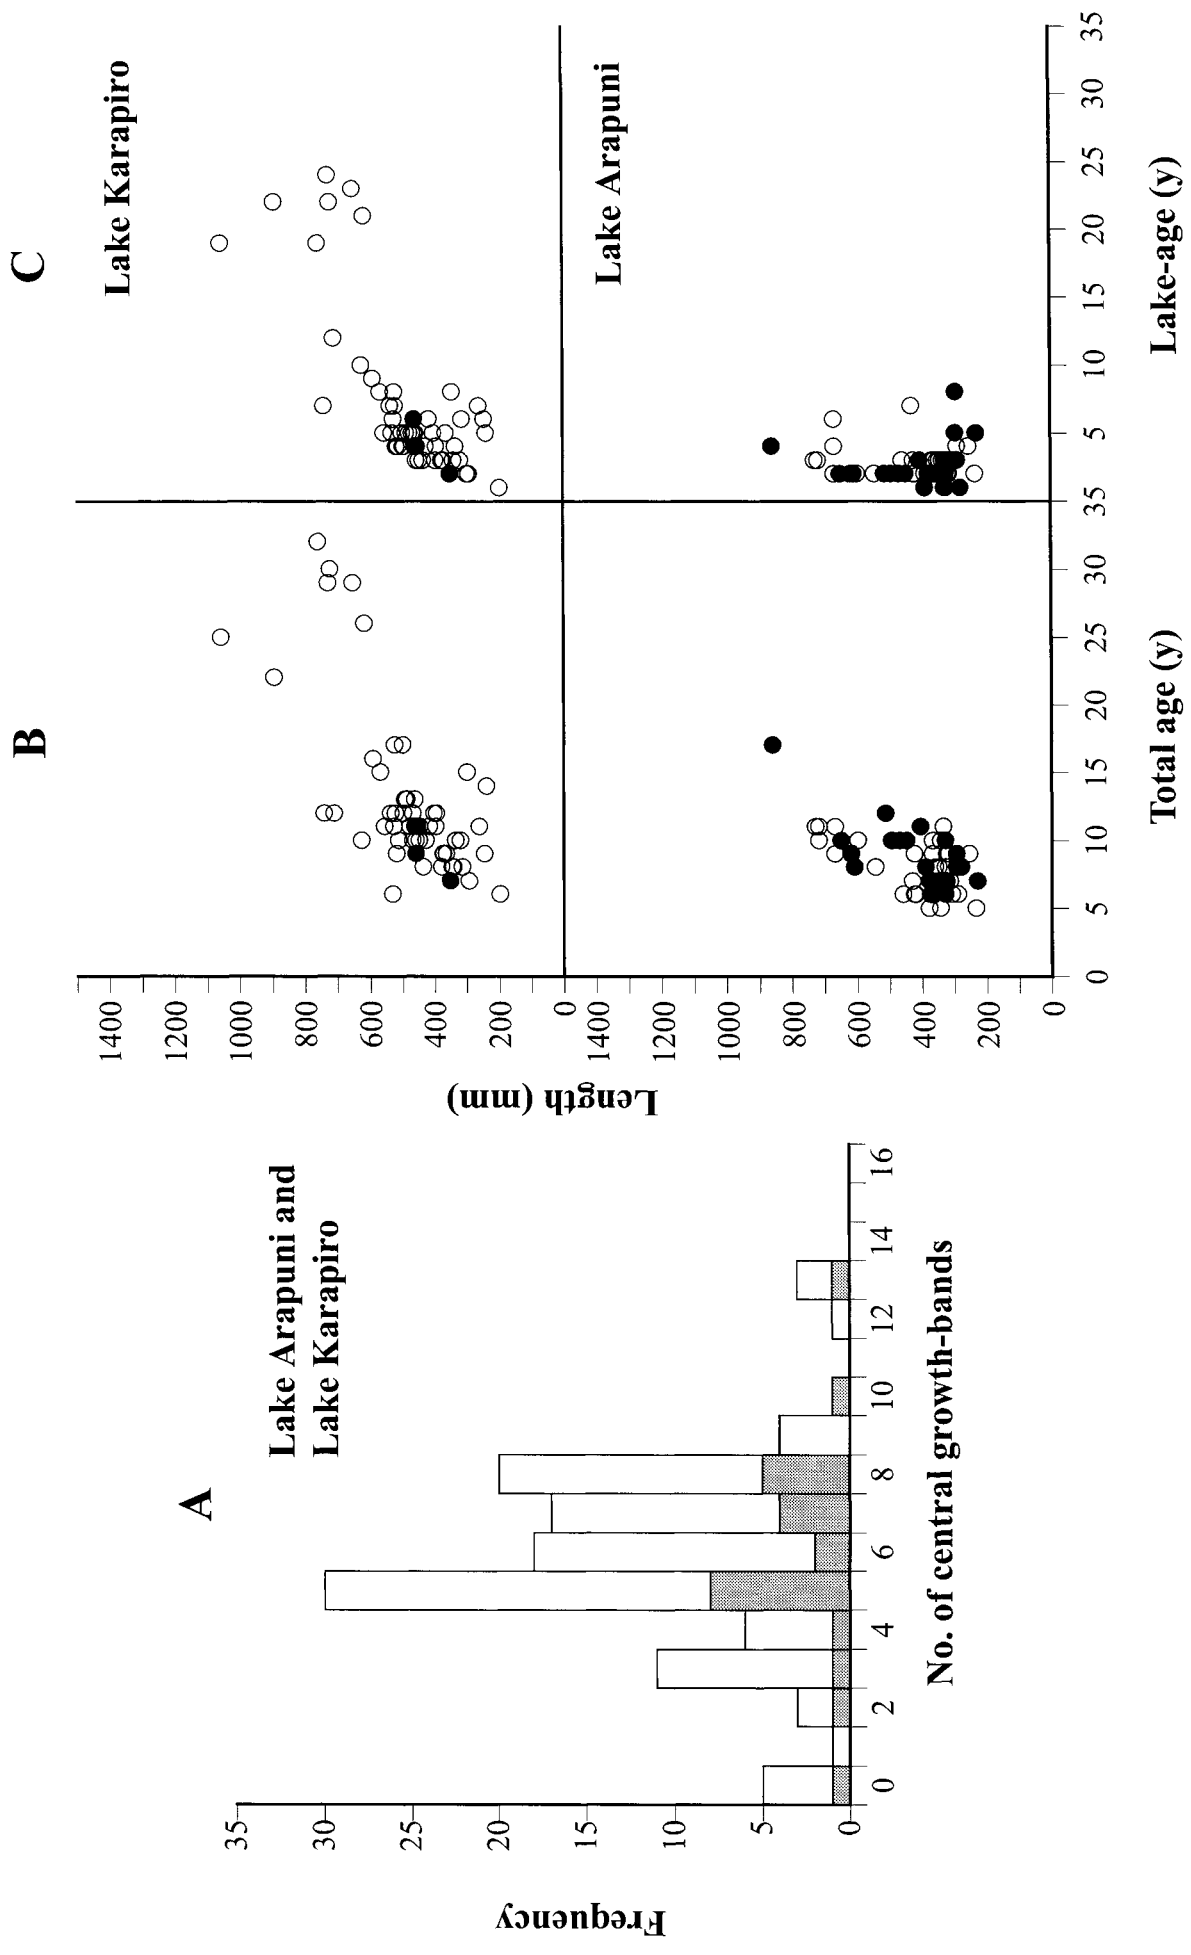 A
Lake Arapuni and
Lake Karapiro
Frequency
35
30
25
20
15
10
5
0
0 2 4 6 8 10 12 14 16
No. of central growth-bands
B
C
Lake Karapiro
Lake Arapuni
Length (mm)
1400
1200
1000
800
600
400
200
0
1400
1200
1000
800
600
400
200
0
0 5 10 15 20 25 30 35 5 10 15 20 25 30 35
Total age (y)
Lake-age (y)